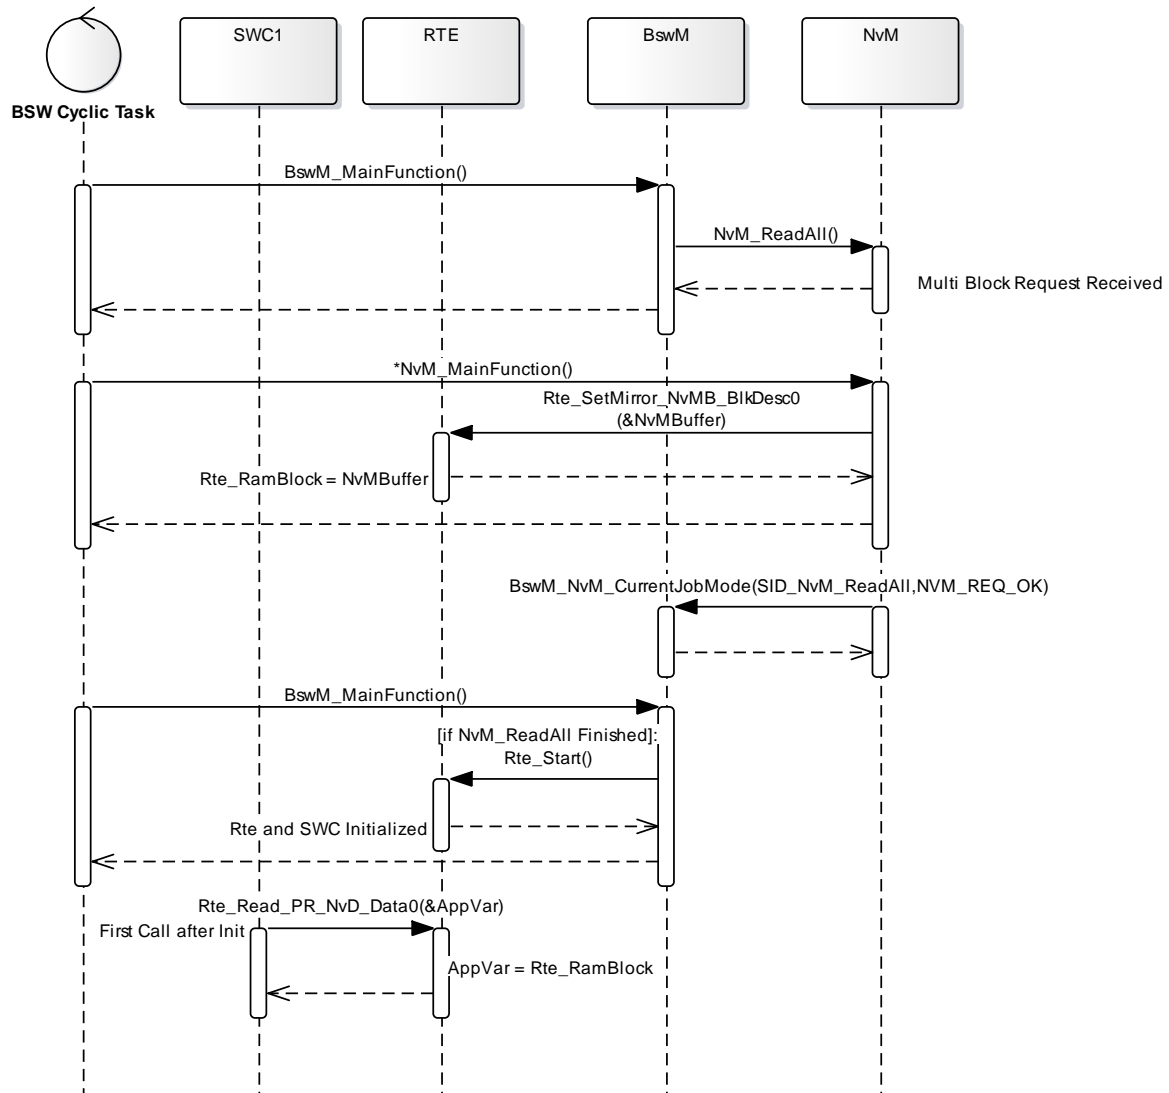 SWC1
RTE
BswM
NvM
BSW Cyclic Task
BswM_MainFunction()
NvM_ReadAll()
Multi Block Request Received
*NvM_MainFunction()
Rte_SetMirror_NvMB_BlkDesc0
(&NvMBuffer)
Rte_RamBlock = NvMBuffer
BswM_NvM_CurrentJobMode(SID_NvM_ReadAll,NVM_REQ_OK)
BswM_MainFunction()
[if NvM_ReadAll Finished]:
Rte_Start()
Rte and SWC Initialized
Rte_Read_PR_NvD_Data0(&AppVar)
First Call after Init
AppVar = Rte_RamBlock